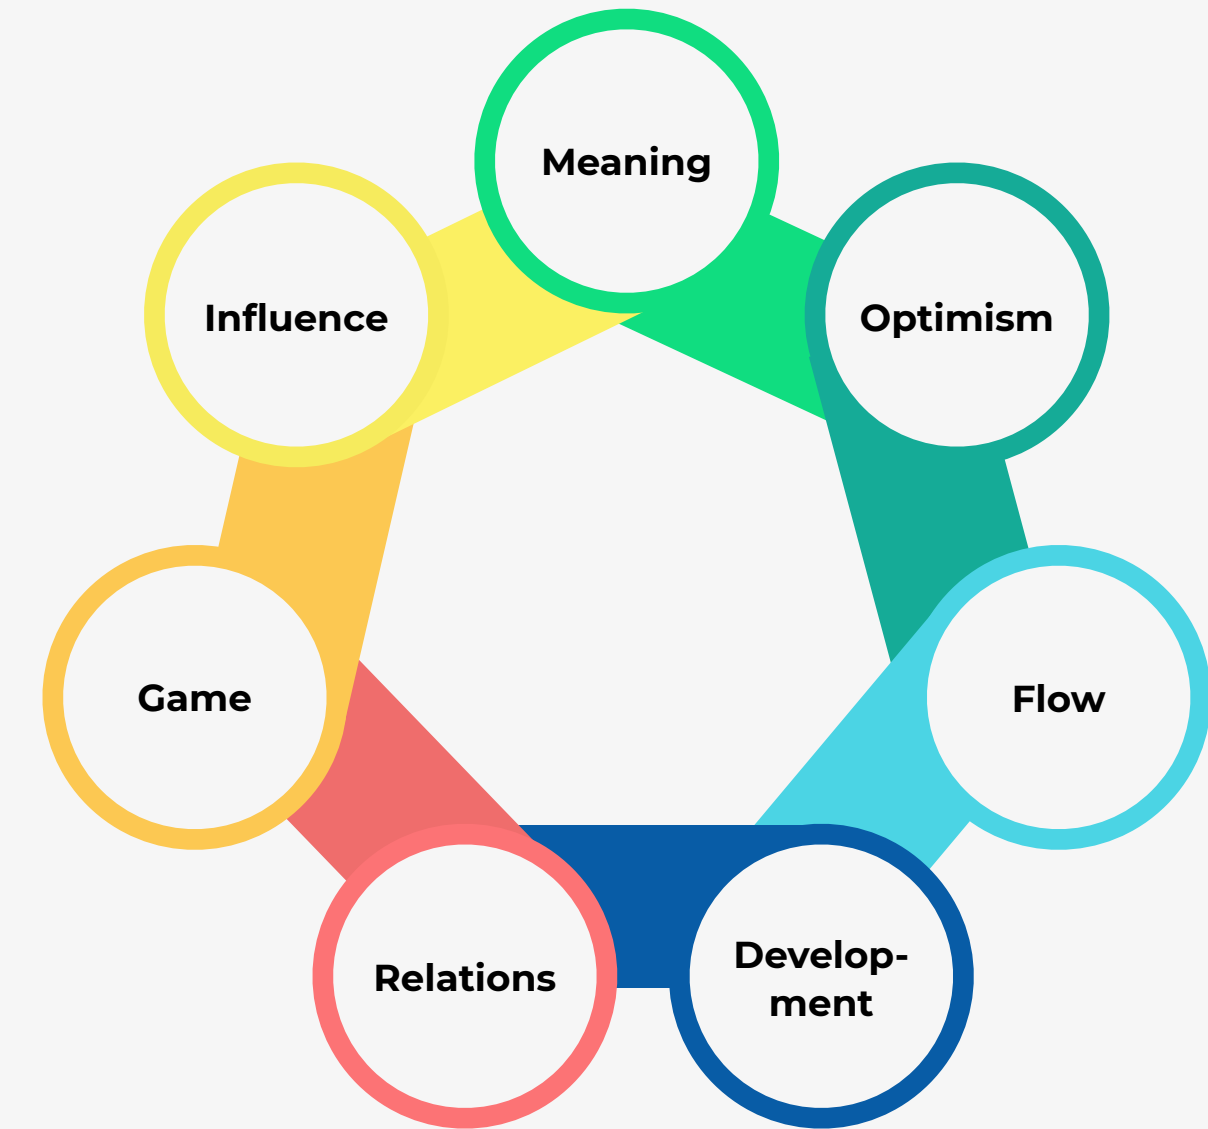 Meaning
Influence
Optimism
Game
Flow
Develop-
ment
Relations